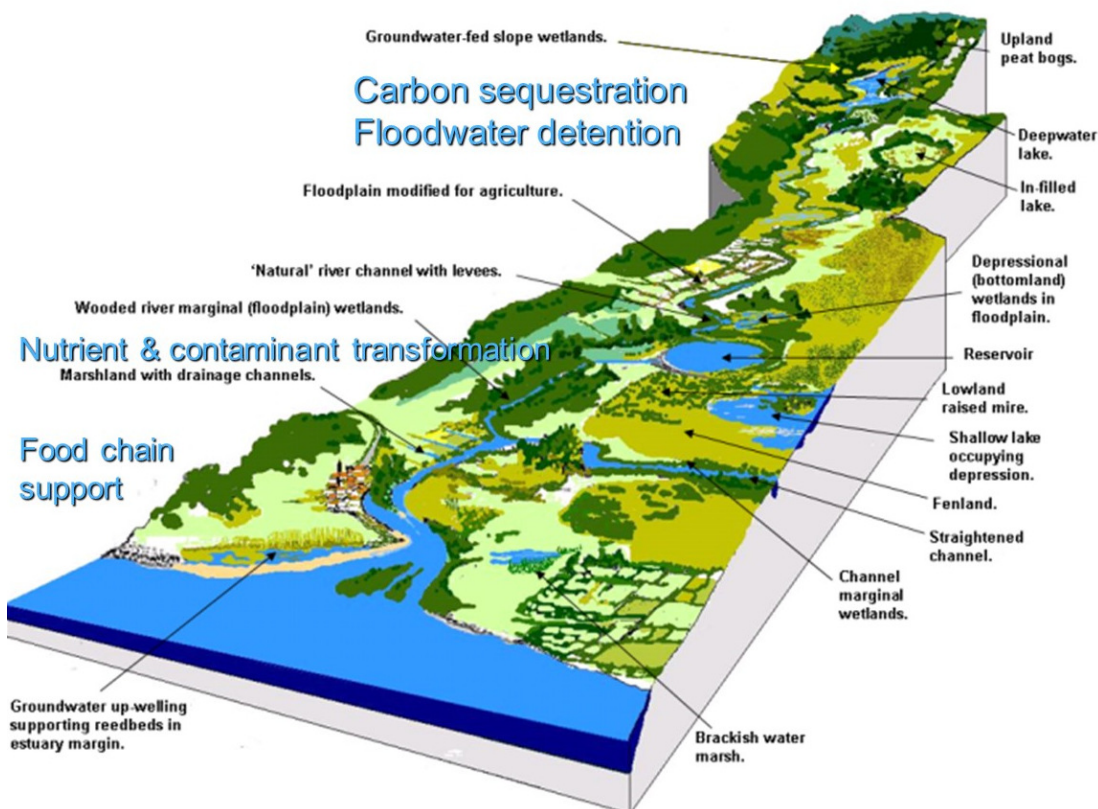 Groundwater-fed slope wetlands.
Upland
peat bogs.
Carbon sequestration
Floodwater detention
Deepwater
lake.
Floodplain modified for agriculture.
In-filled
lake.
'Natural' river channel with levees.
Depressional
(bottomland)
wetlands in
floodplain.
Wooded river marginal (floodplain) wetlands.
Nutrient & contaminant transformation
Reservoir
Marshland with drainage channels.
Lowland
raised mire.
Food chain
support
Shallow lake
occupying
depression.
Fenland.
Straightened
channel.
Channel
marginal
wetlands.
Groundwater up-welling
supporting reedbeds in
estuary margin.
Brackish water
marsh.